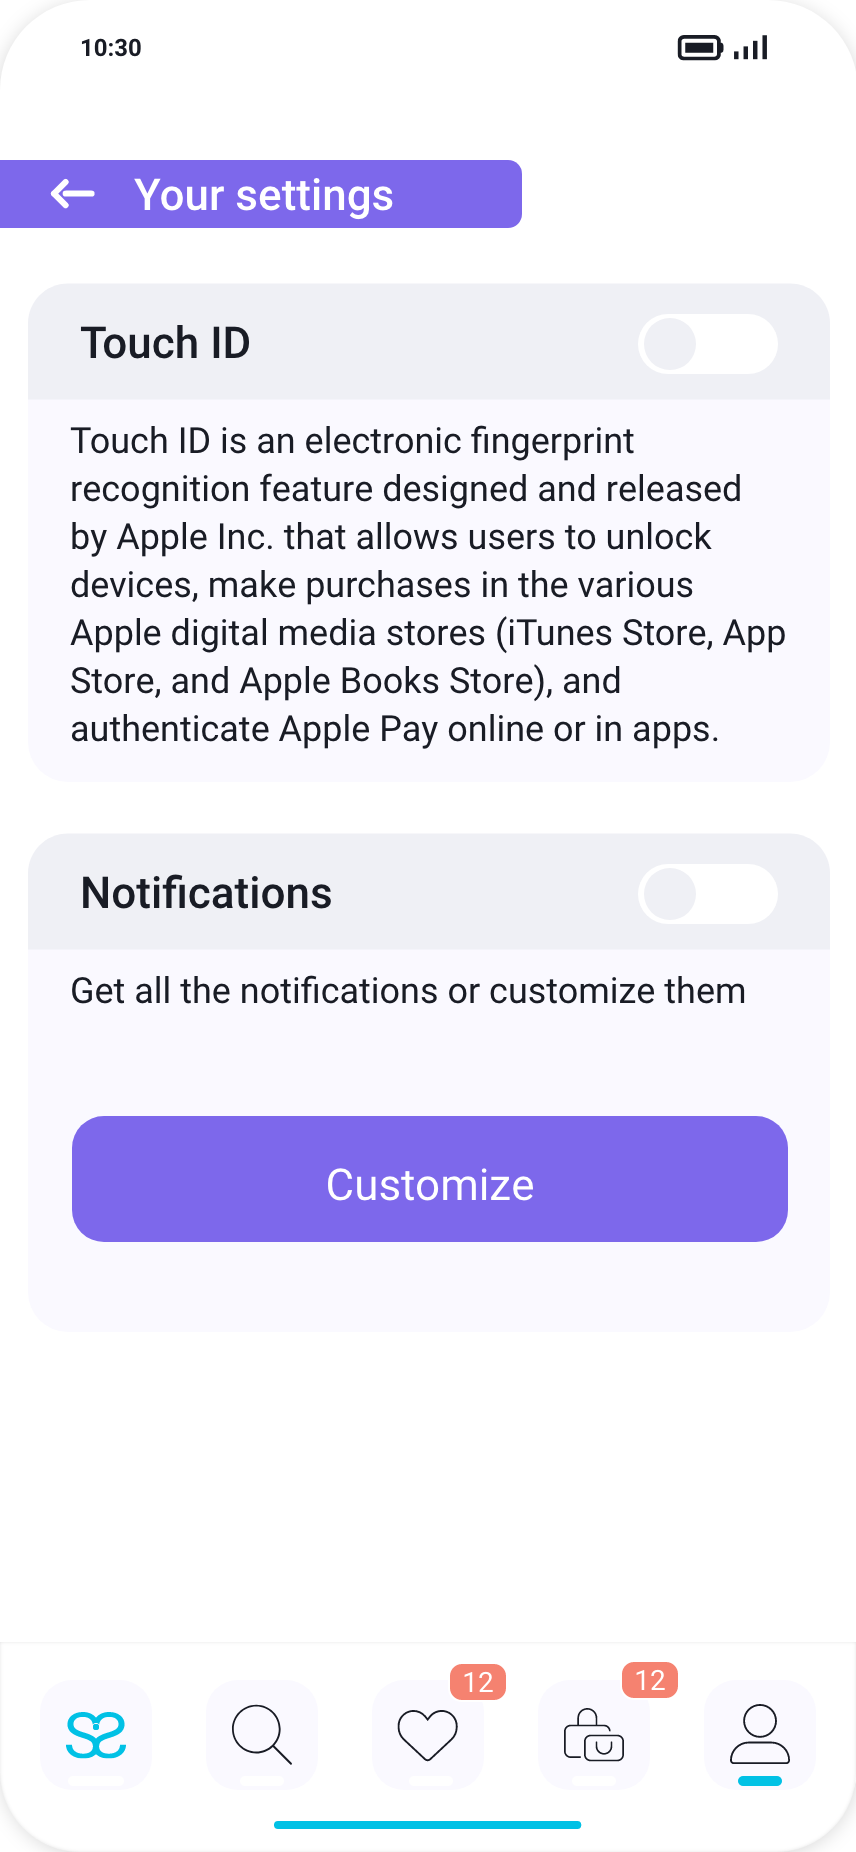 10:30
Your settings
Touch ID
Touch ID is an electronic fingerprint
recognition feature designed and released
by Apple Inc. that allows users to unlock
devices, make purchases in the various
Apple digital media stores (iTunes Store, App
Store, and Apple Books Store), and
authenticate Apple Pay online or in apps.
Notifications
Get all the notifications or customize them
Customize
12
12